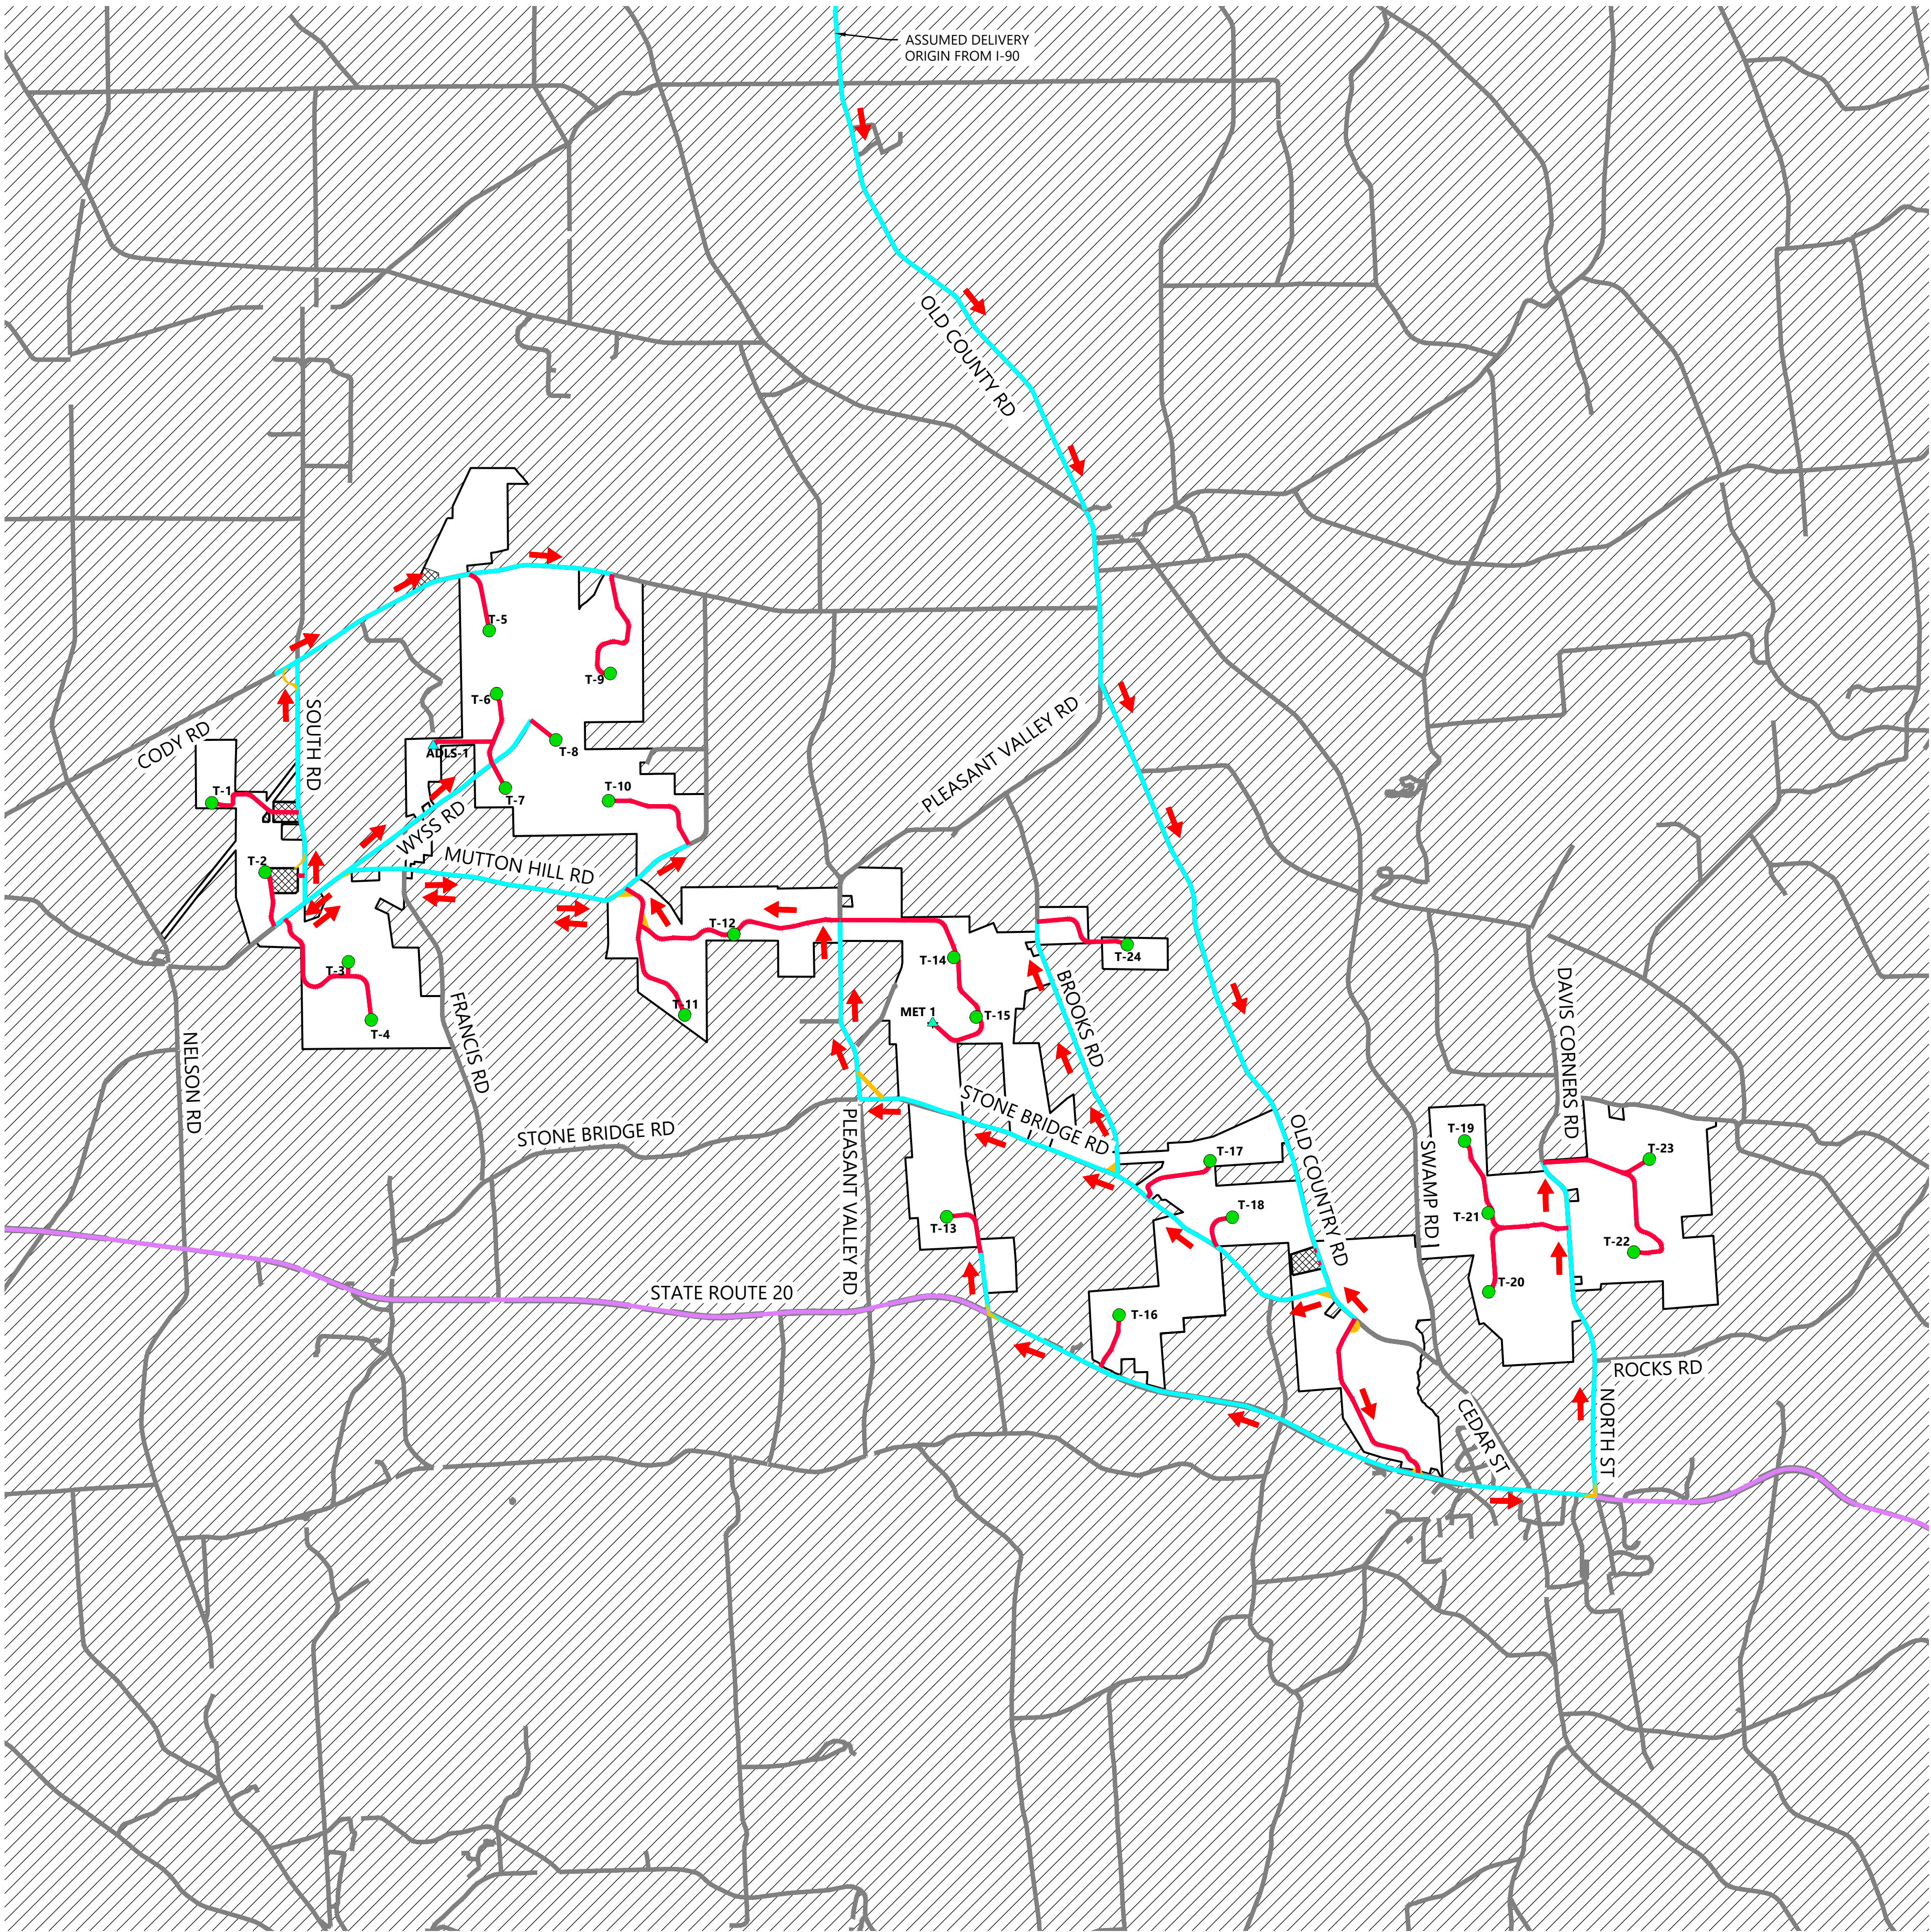 ASSUMED DELIVERY
ORIGIN FROM I-90
OLD COUNTY RD
T-5
T-9
T-6
SOUTH RD
CODY RD
ADLS-1
T-8
PLEASANT VALLEY RD
T-1
T-7
T-10
WYSS RD
T-2
MUTTON HILL RD
T-12
T-3
T-14
T-24
T-11
MET 1
T-15
BROOKS RD
DAVIS CORNERS RD
T-4
FRANCIS RD
NELSON RD
STONE BRIDGE RD
STONE BRIDGE RD
PLEASANT VALLEY RD
T-17
OLD COUNTRY RD
T-19
SWAMP RD
T-23
T-18
T-13
T-21
T-22
STATE ROUTE 20
T-20
T-16
ROCKS RD
CEDAR ST
NORTH ST